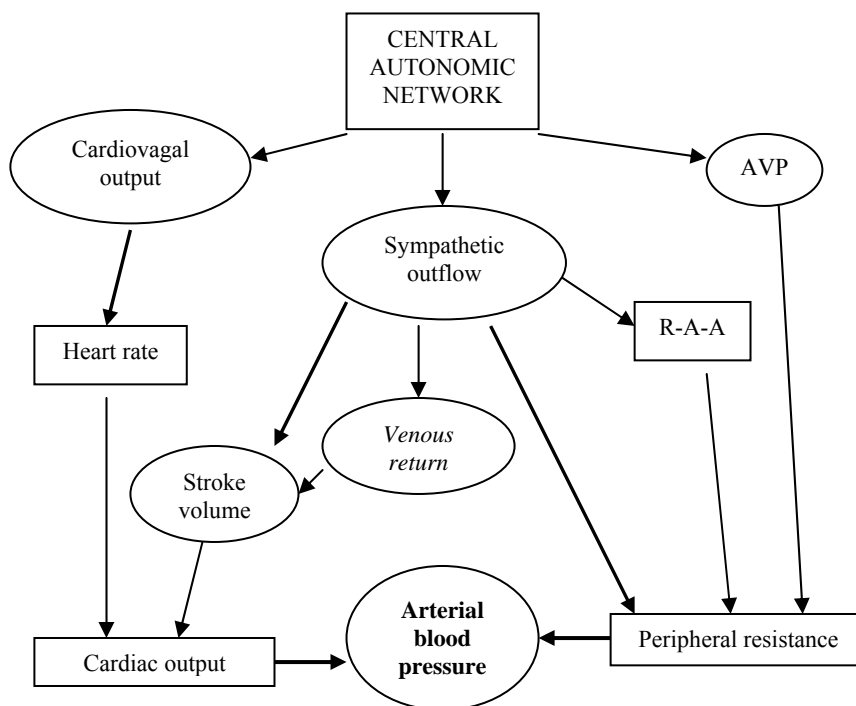 CENTRAL
AUTONOMIC
NETWORK
Cardiovagal
output
AVP
Sympathetic
outflow
R-A-A
Heart rate
Venous
return
Stroke
volume
Arterial
blood
pressure
Peripheral resistance
Cardiac output